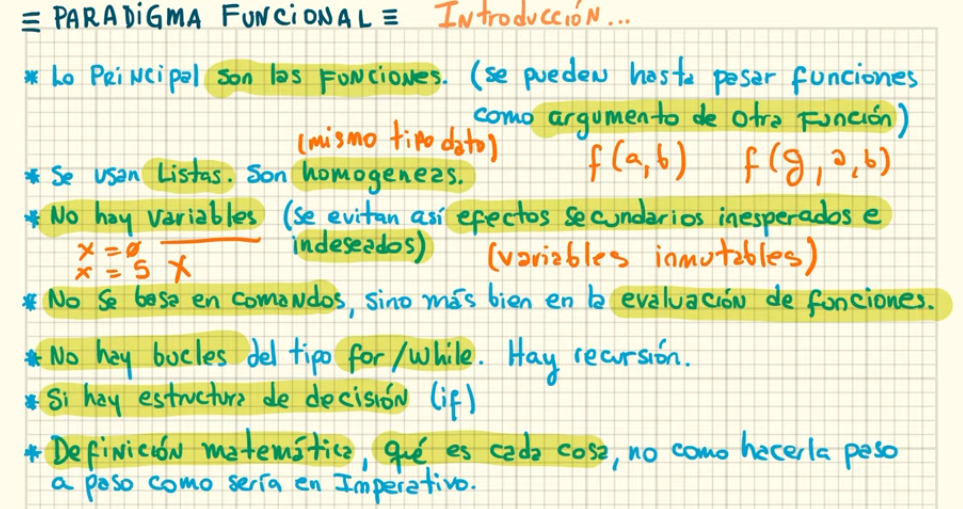 ≡ PARADIGMA FUNCIONAL ≡ Introducción...
* Lo Principal son las Funciones. (se pueden hasta pasar funciones
como argumento de otra Función)
(mismo tipo dato) f(a,b) f(g,a,b)
* Se usan Listas. Son homogeneas.
* No hay variables (se evitan así efectos secundarios inesperados e
x = 0 indeseados) (variables inmutables)
x = 5 X
* No se basa en comandos, sino más bien en la evaluación de funciones.
* No hay bucles del tipo for/while. Hay recursión.
* Si hay estructura de decisión (if)
* Definición matemática, qué es cada cosa, no como hacerla paso
a paso como sería en Imperativo.